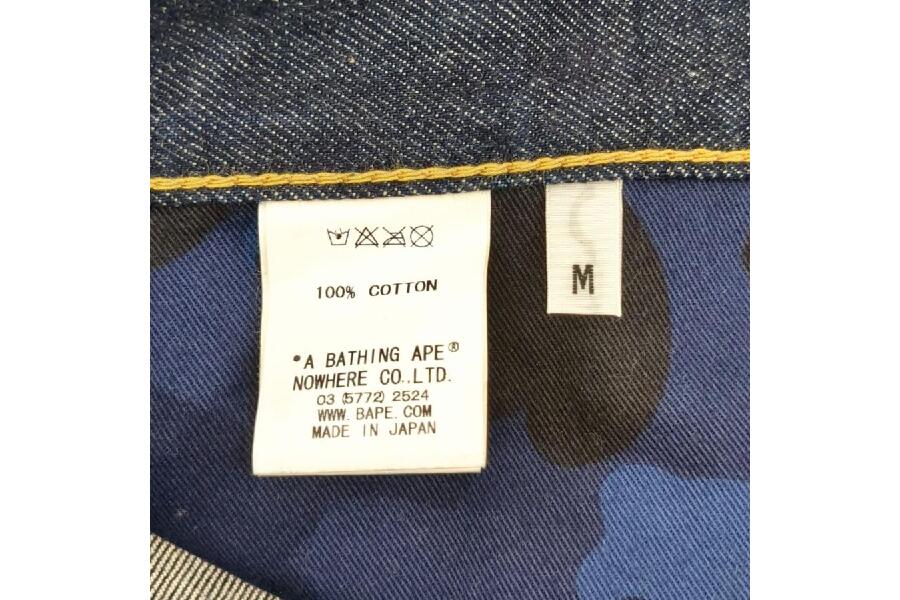 100% COTTON
*A BATHING APE®
NOWHERE CO.,LTD.
03 (5772) 2524
WWW. BAPE. COM
MADE IN JAPAN
M